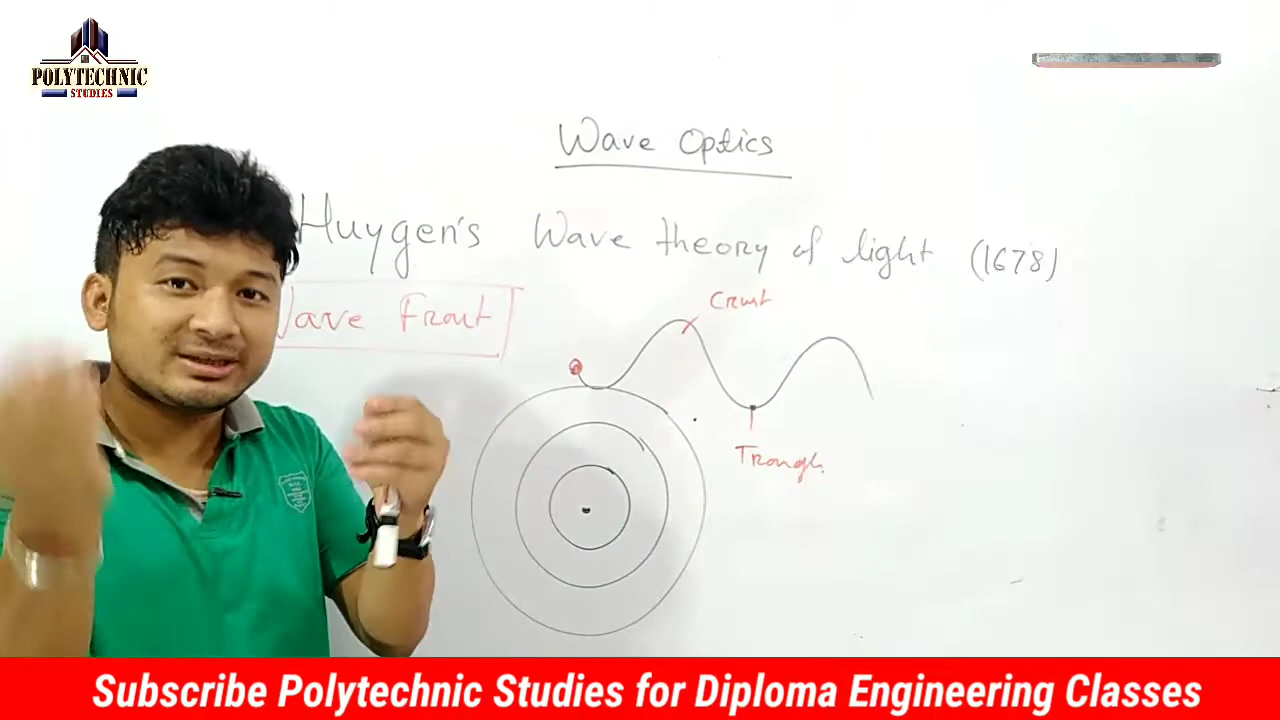 POLYTECHNIC
STUDIES
Wave Optics
Huygen's Wave theory of light (1678)
Wave Front
Crust
Trough
Subscribe Polytechnic Studies for Diploma Engineering Classes